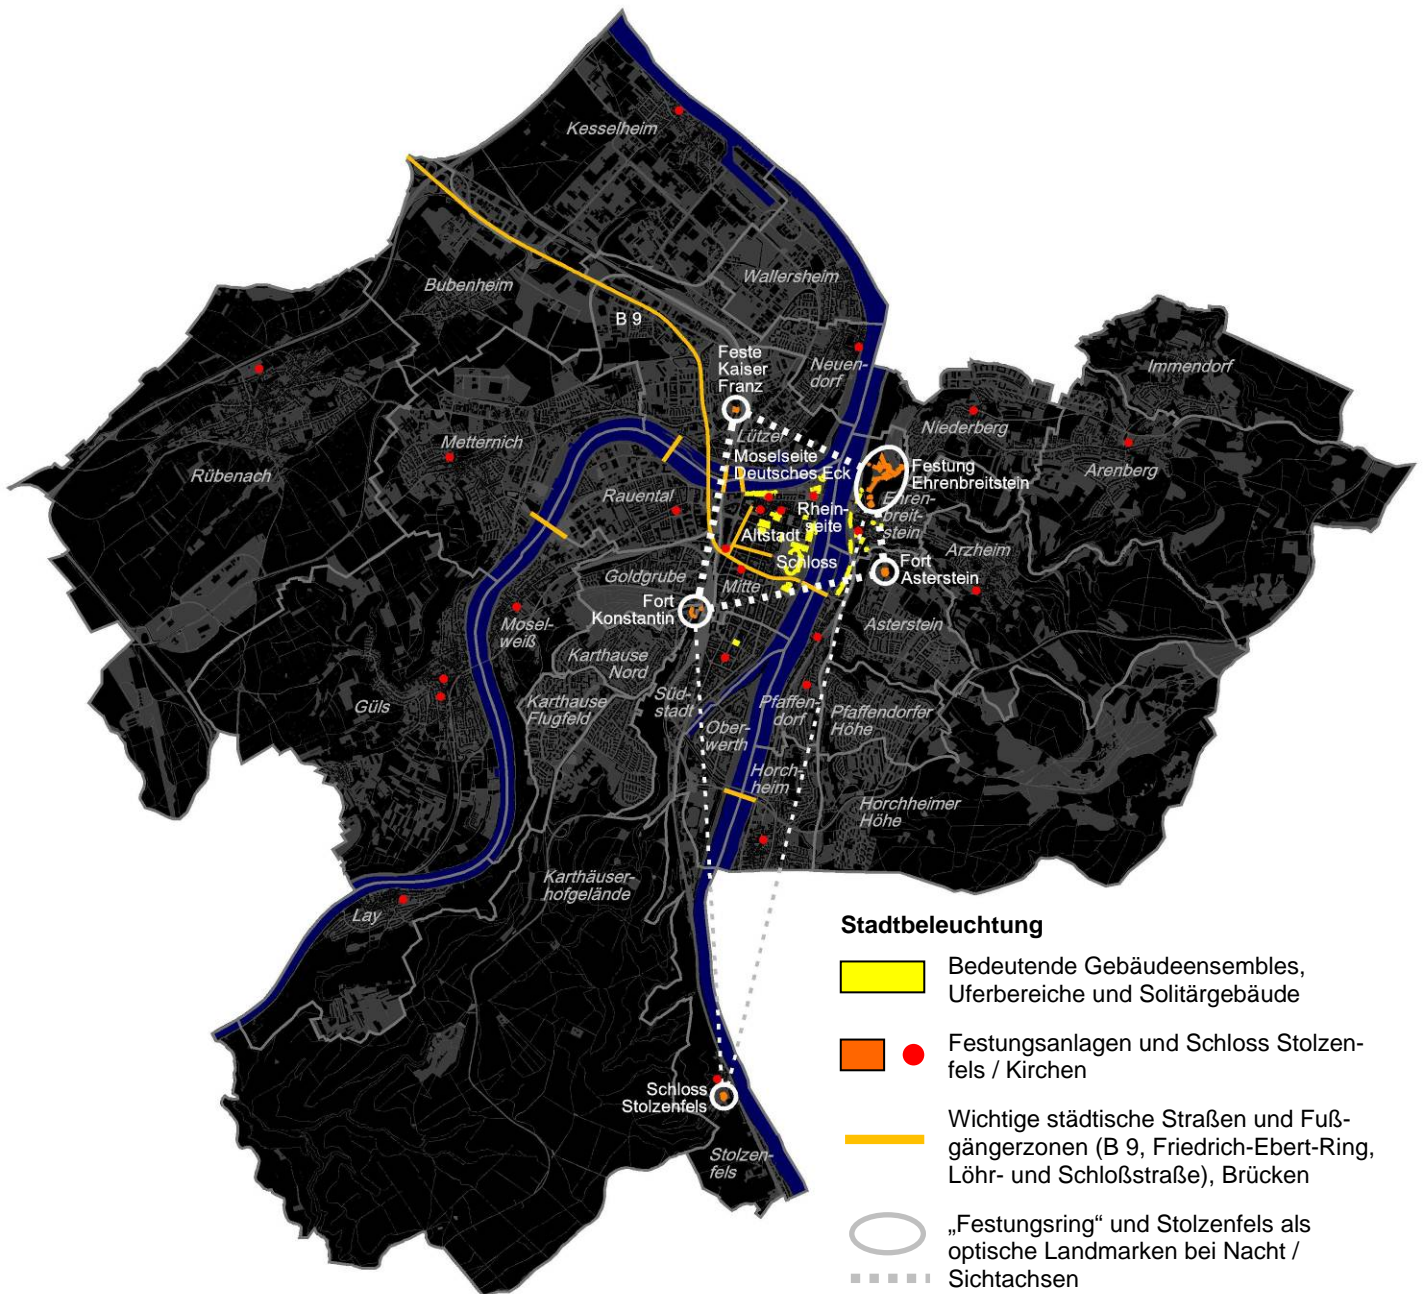 Kesselheim
Wallersheim
Bubenheim
B 9
Feste
Kaiser
Franz
Neuen-
dorf
Immendorf
Niederberg
Arenberg
Metternich
Rübenach
Lützel
Moselseite
Deutsches Eck
Festung
Ehrenbreitstein
Ehren-
breit-
stein
Rauental
Rhein-
seite
Altstadt
Schloss
Arzheim
Fort
Asterstein
Goldgrube
Mitte
Fort
Konstantin
Mosel-
weiß
Asterstein
Karthause
Nord
Karthause
Flugfeld
Süd-
stadt
Güls
Pfaffen-
dorf
Pfaffendorfer
Höhe
Ober-
werth
Horch-
heim
Horchheimer
Höhe
Karthäuser-
hofgelände
Lay
Schloss
Stolzenfels
Stolzen-
fels
Stadtbeleuchtung
Bedeutende Gebäudeensembles,
Uferbereiche und Solitärgebäude
Festungsanlagen und Schloss Stolzen-
fels / Kirchen
Wichtige städtische Straßen und Fuß-
gängerzonen (B 9, Friedrich-Ebert-Ring,
Löhr- und Schloßstraße), Brücken
„Festungsring“ und Stolzenfels als
optische Landmarken bei Nacht /
Sichtachsen